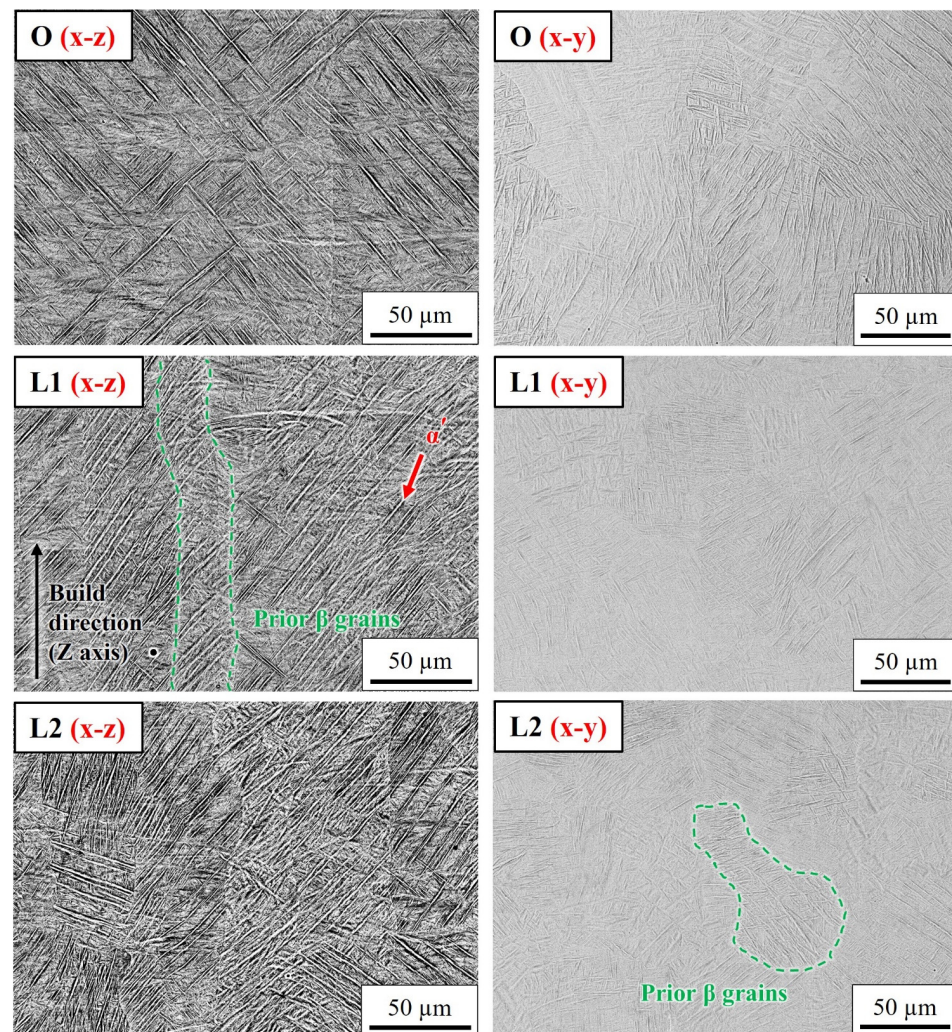 O (x-z)
50 µm
O (x-y)
50 µm
L1 (x-z)
α′
Build
direction
(Z axis)
Prior β grains
50 µm
L1 (x-y)
50 µm
L2 (x-z)
50 µm
L2 (x-y)
Prior β grains
50 µm